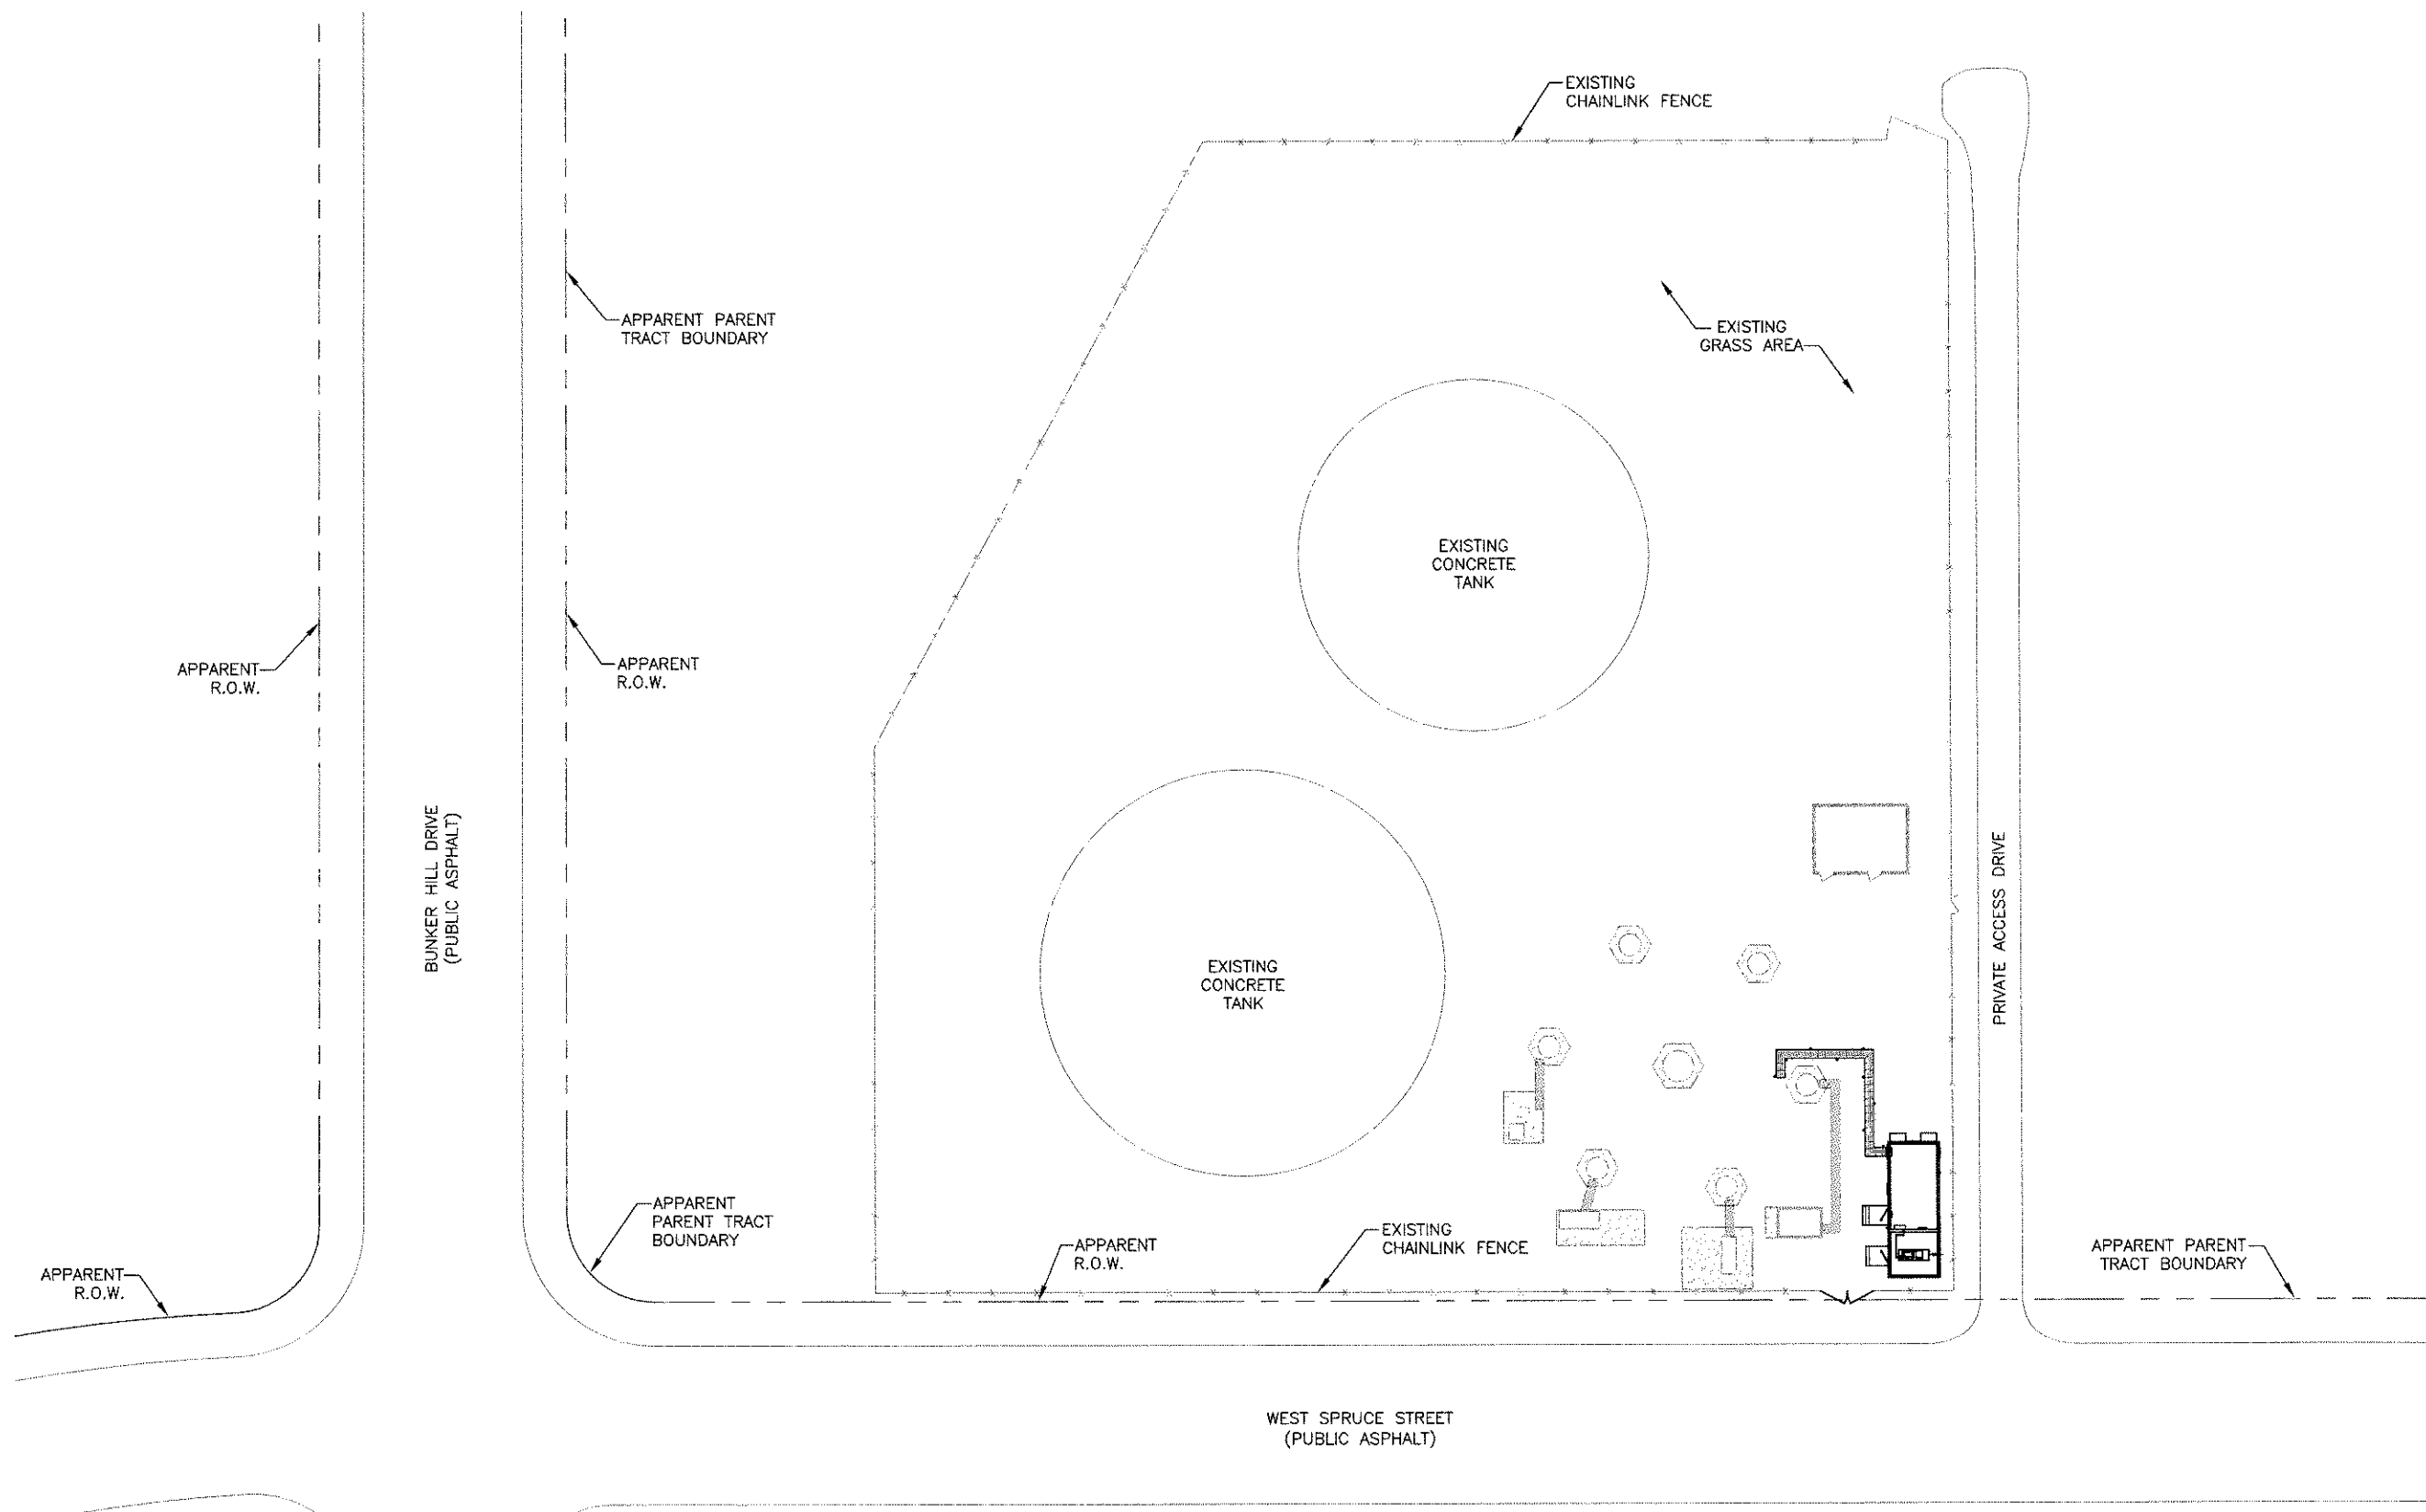 EXISTING
CHAINLINK FENCE
APPARENT PARENT
TRACT BOUNDARY
EXISTING
GRASS AREA
EXISTING
CONCRETE
TANK
APPARENT
R.O.W.
APPARENT
R.O.W.
BUNKER HILL DRIVE
(PUBLIC ASPHALT)
PRIVATE ACCESS DRIVE
EXISTING
CONCRETE
TANK
APPARENT
PARENT TRACT
BOUNDARY
APPARENT
R.O.W.
EXISTING
CHAINLINK FENCE
APPARENT PARENT
TRACT BOUNDARY
APPARENT
R.O.W.
WEST SPRUCE STREET
(PUBLIC ASPHALT)